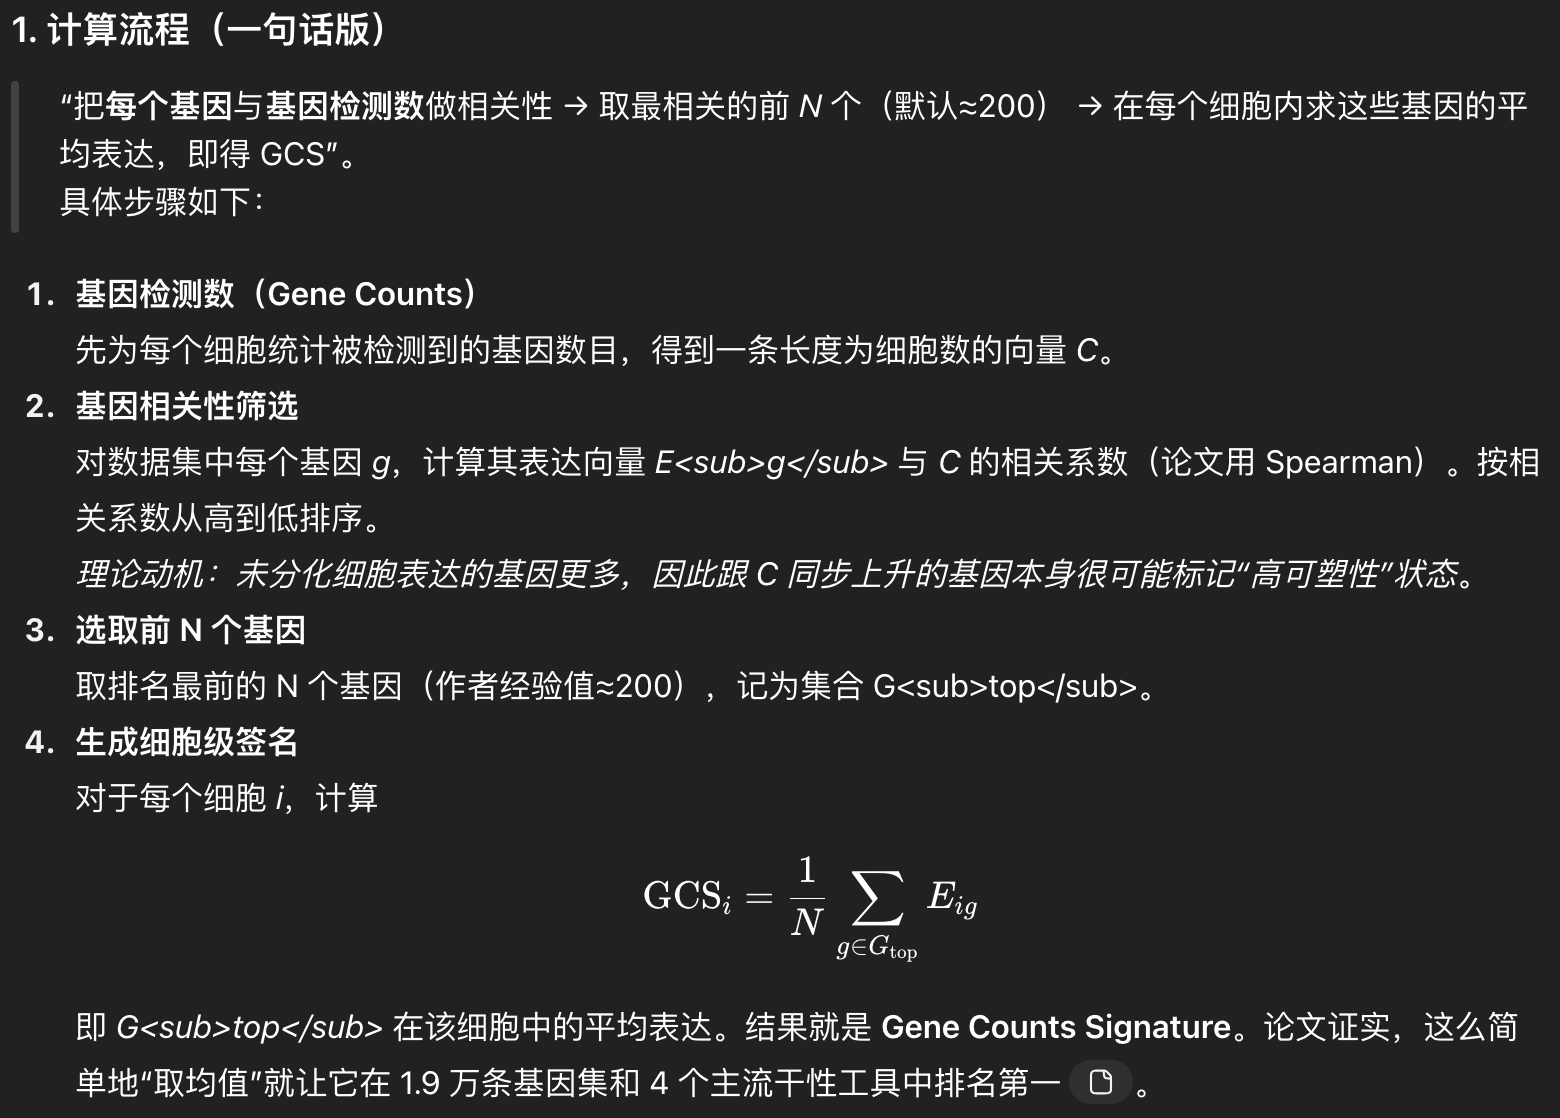 1. 计算流程（一句话版）
“把每个基因与基因检测数做相关性 → 取最相关的前 N 个（默认≈200） → 在每个细胞内求这些基因的平
均表达，即得 GCS”。
具体步骤如下：
1. 基因检测数（Gene Counts）
先为每个细胞统计被检测到的基因数目，得到一条长度为细胞数的向量 C。
2. 基因相关性筛选
对数据集中每个基因 g，计算其表达向量 E<sub>g</sub> 与 C 的相关系数（论文用 Spearman）。按相
关系数从高到低排序。
理论动机：未分化细胞表达的基因更多，因此跟 C 同步上升的基因本身很可能标记“高可塑性”状态。
3. 选取前 N 个基因
取排名最前的 N 个基因（作者经验值≈200），记为集合 G<sub>top</sub>。
4. 生成细胞级签名
对于每个细胞 i，计算
GCS_i = \frac{1}{N} \sum_{g∈G_{top}} E_{ig}
即 G<sub>top</sub> 在该细胞中的平均表达。结果就是 Gene Counts Signature。论文证实，这么简
单地“取均值”就让它在 1.9 万条基因集和 4 个主流干性工具中排名第一 。